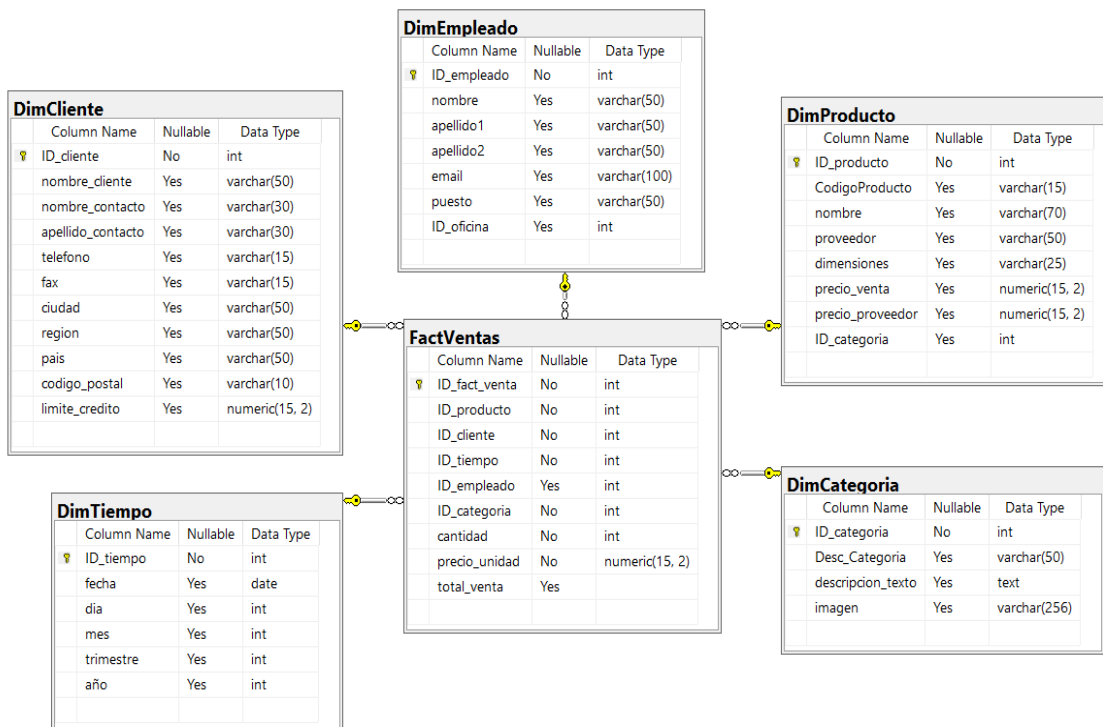 DimEmpleado
Column Name Nullable Data Type
ID_empleado No int
nombre Yes varchar(50)
apellido1 Yes varchar(50)
apellido2 Yes varchar(50)
email Yes varchar(100)
puesto Yes varchar(50)
ID_oficina Yes int
DimCliente
Column Name Nullable Data Type
ID_cliente No int
nombre_cliente Yes varchar(50)
nombre_contacto Yes varchar(30)
apellido_contacto Yes varchar(30)
telefono Yes varchar(15)
fax Yes varchar(15)
ciudad Yes varchar(50)
region Yes varchar(50)
pais Yes varchar(50)
codigo_postal Yes varchar(10)
limite_credito Yes numeric(15, 2)
DimProducto
Column Name Nullable Data Type
ID_producto No int
CodigoProducto Yes varchar(15)
nombre Yes varchar(70)
proveedor Yes varchar(50)
dimensiones Yes varchar(25)
precio_venta Yes numeric(15, 2)
precio_proveedor Yes numeric(15, 2)
ID_categoria Yes int
FactVentas
Column Name Nullable Data Type
ID_fact_venta No int
ID_producto No int
ID_cliente No int
ID_tiempo No int
ID_empleado Yes int
ID_categoria No int
cantidad No int
precio_unidad No numeric(15, 2)
total_venta Yes
DimTiempo
Column Name Nullable Data Type
ID_tiempo No int
fecha Yes date
dia Yes int
mes Yes int
trimestre Yes int
año Yes int
DimCategoria
Column Name Nullable Data Type
ID_categoria No int
Desc_Categoria Yes varchar(50)
descripcion_texto Yes text
imagen Yes varchar(256)